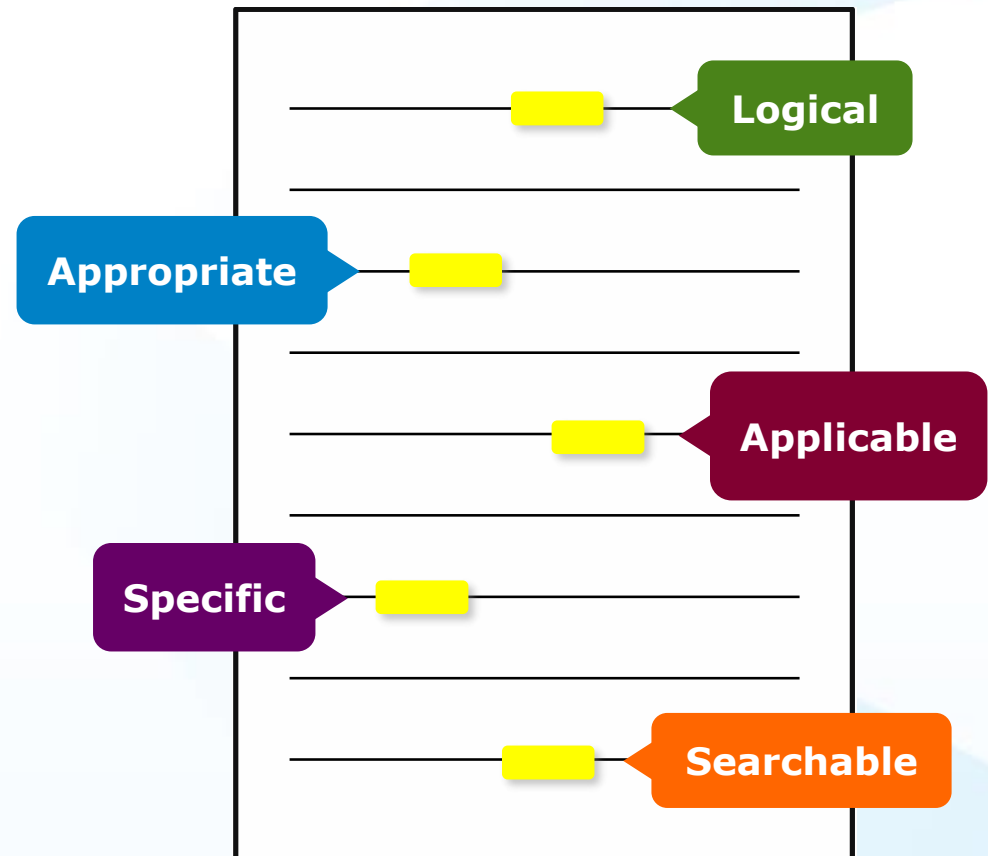 Logical
Appropriate
Applicable
Specific
Searchable